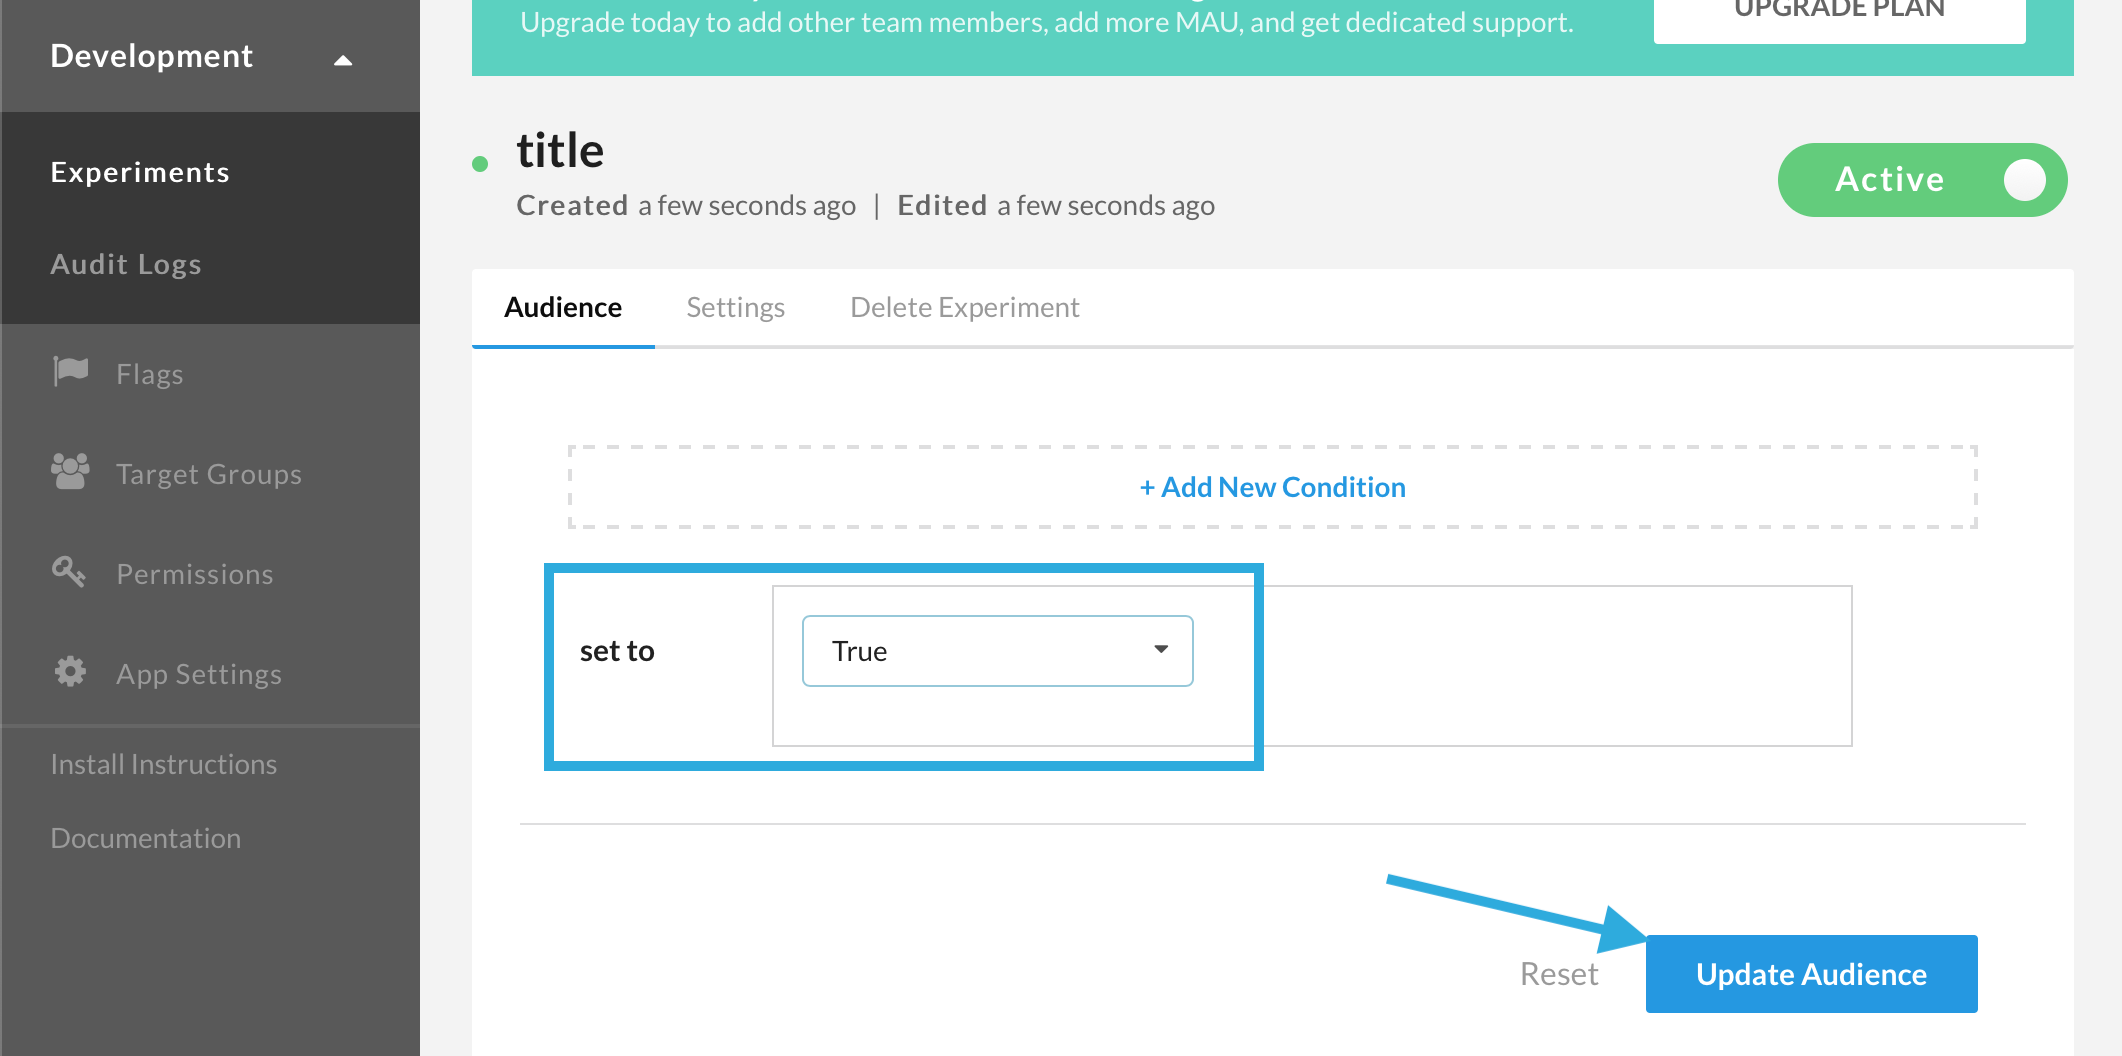 Development
Experiments
Audit Logs
Flags
Target Groups
Permissions
App Settings
Install Instructions
Documentation
Upgrade today to add other team members, add more MAU, and get dedicated support.
UPGRADE PLAN
title
Created a few seconds ago | Edited a few seconds ago
Active
Audience Settings Delete Experiment
+ Add New Condition
set to True
Reset Update Audience